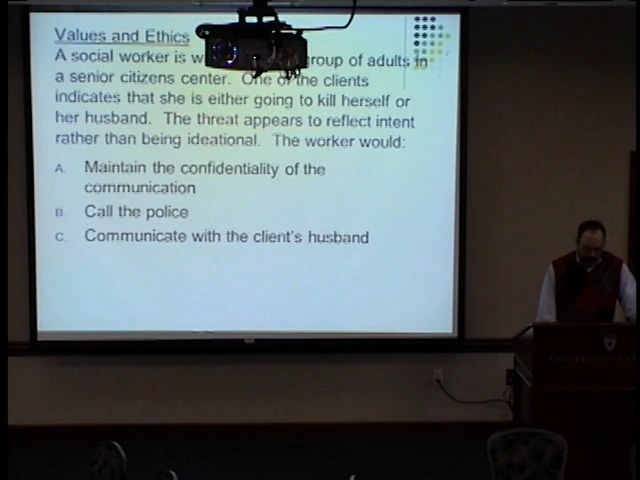 Values and Ethics
A social worker is w group of adults in
a senior citizens center. One of the clients
indicates that she is either going to kill herself or
her husband. The threat appears to reflect intent
rather than being ideational. The worker would:
A. Maintain the confidentiality of the
communication
B. Call the police
C. Communicate with the client's husband